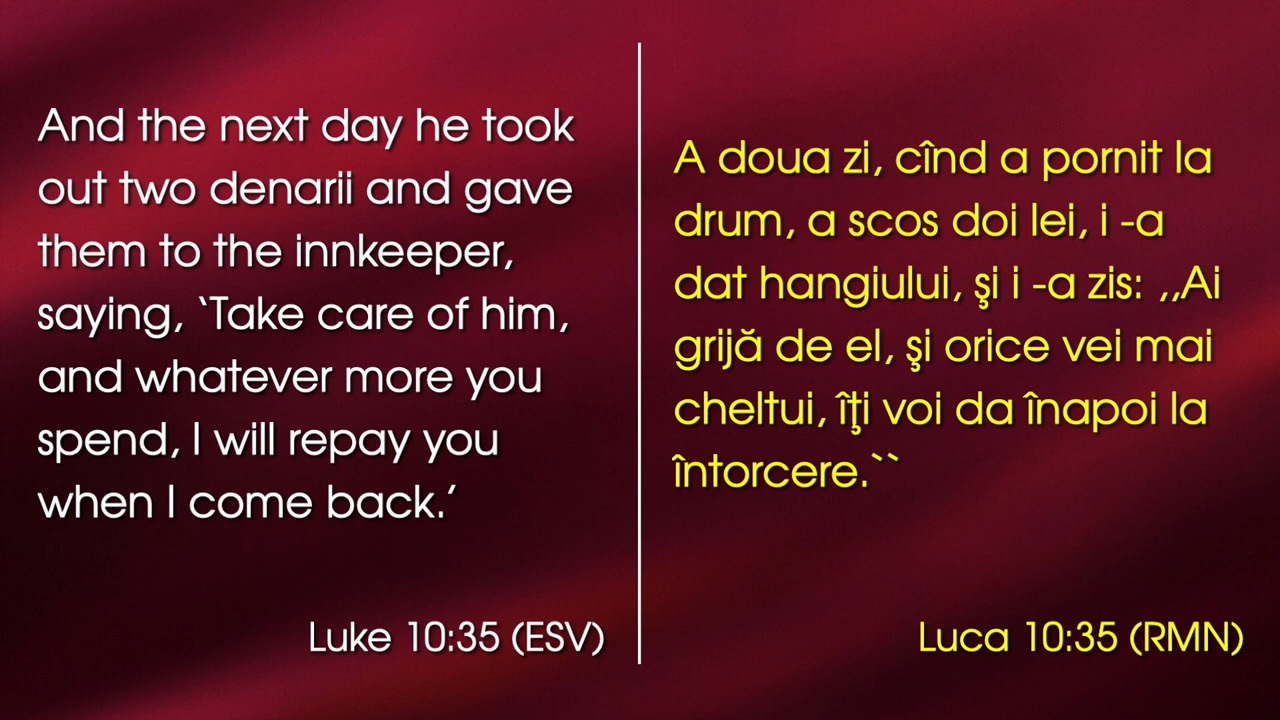 And the next day he took
out two denarii and gave
them to the innkeeper,
saying, ‘Take care of him,
and whatever more you
spend, I will repay you
when I come back.’
Luke 10:35 (ESV)
A doua zi, cînd a pornit la
drum, a scos doi lei, i -a
dat hangiului, şi i -a zis: ,,Ai
grijă de el, şi orice vei mai
cheltui, îţi voi da înapoi la
întorcere.``
Luca 10:35 (RMN)